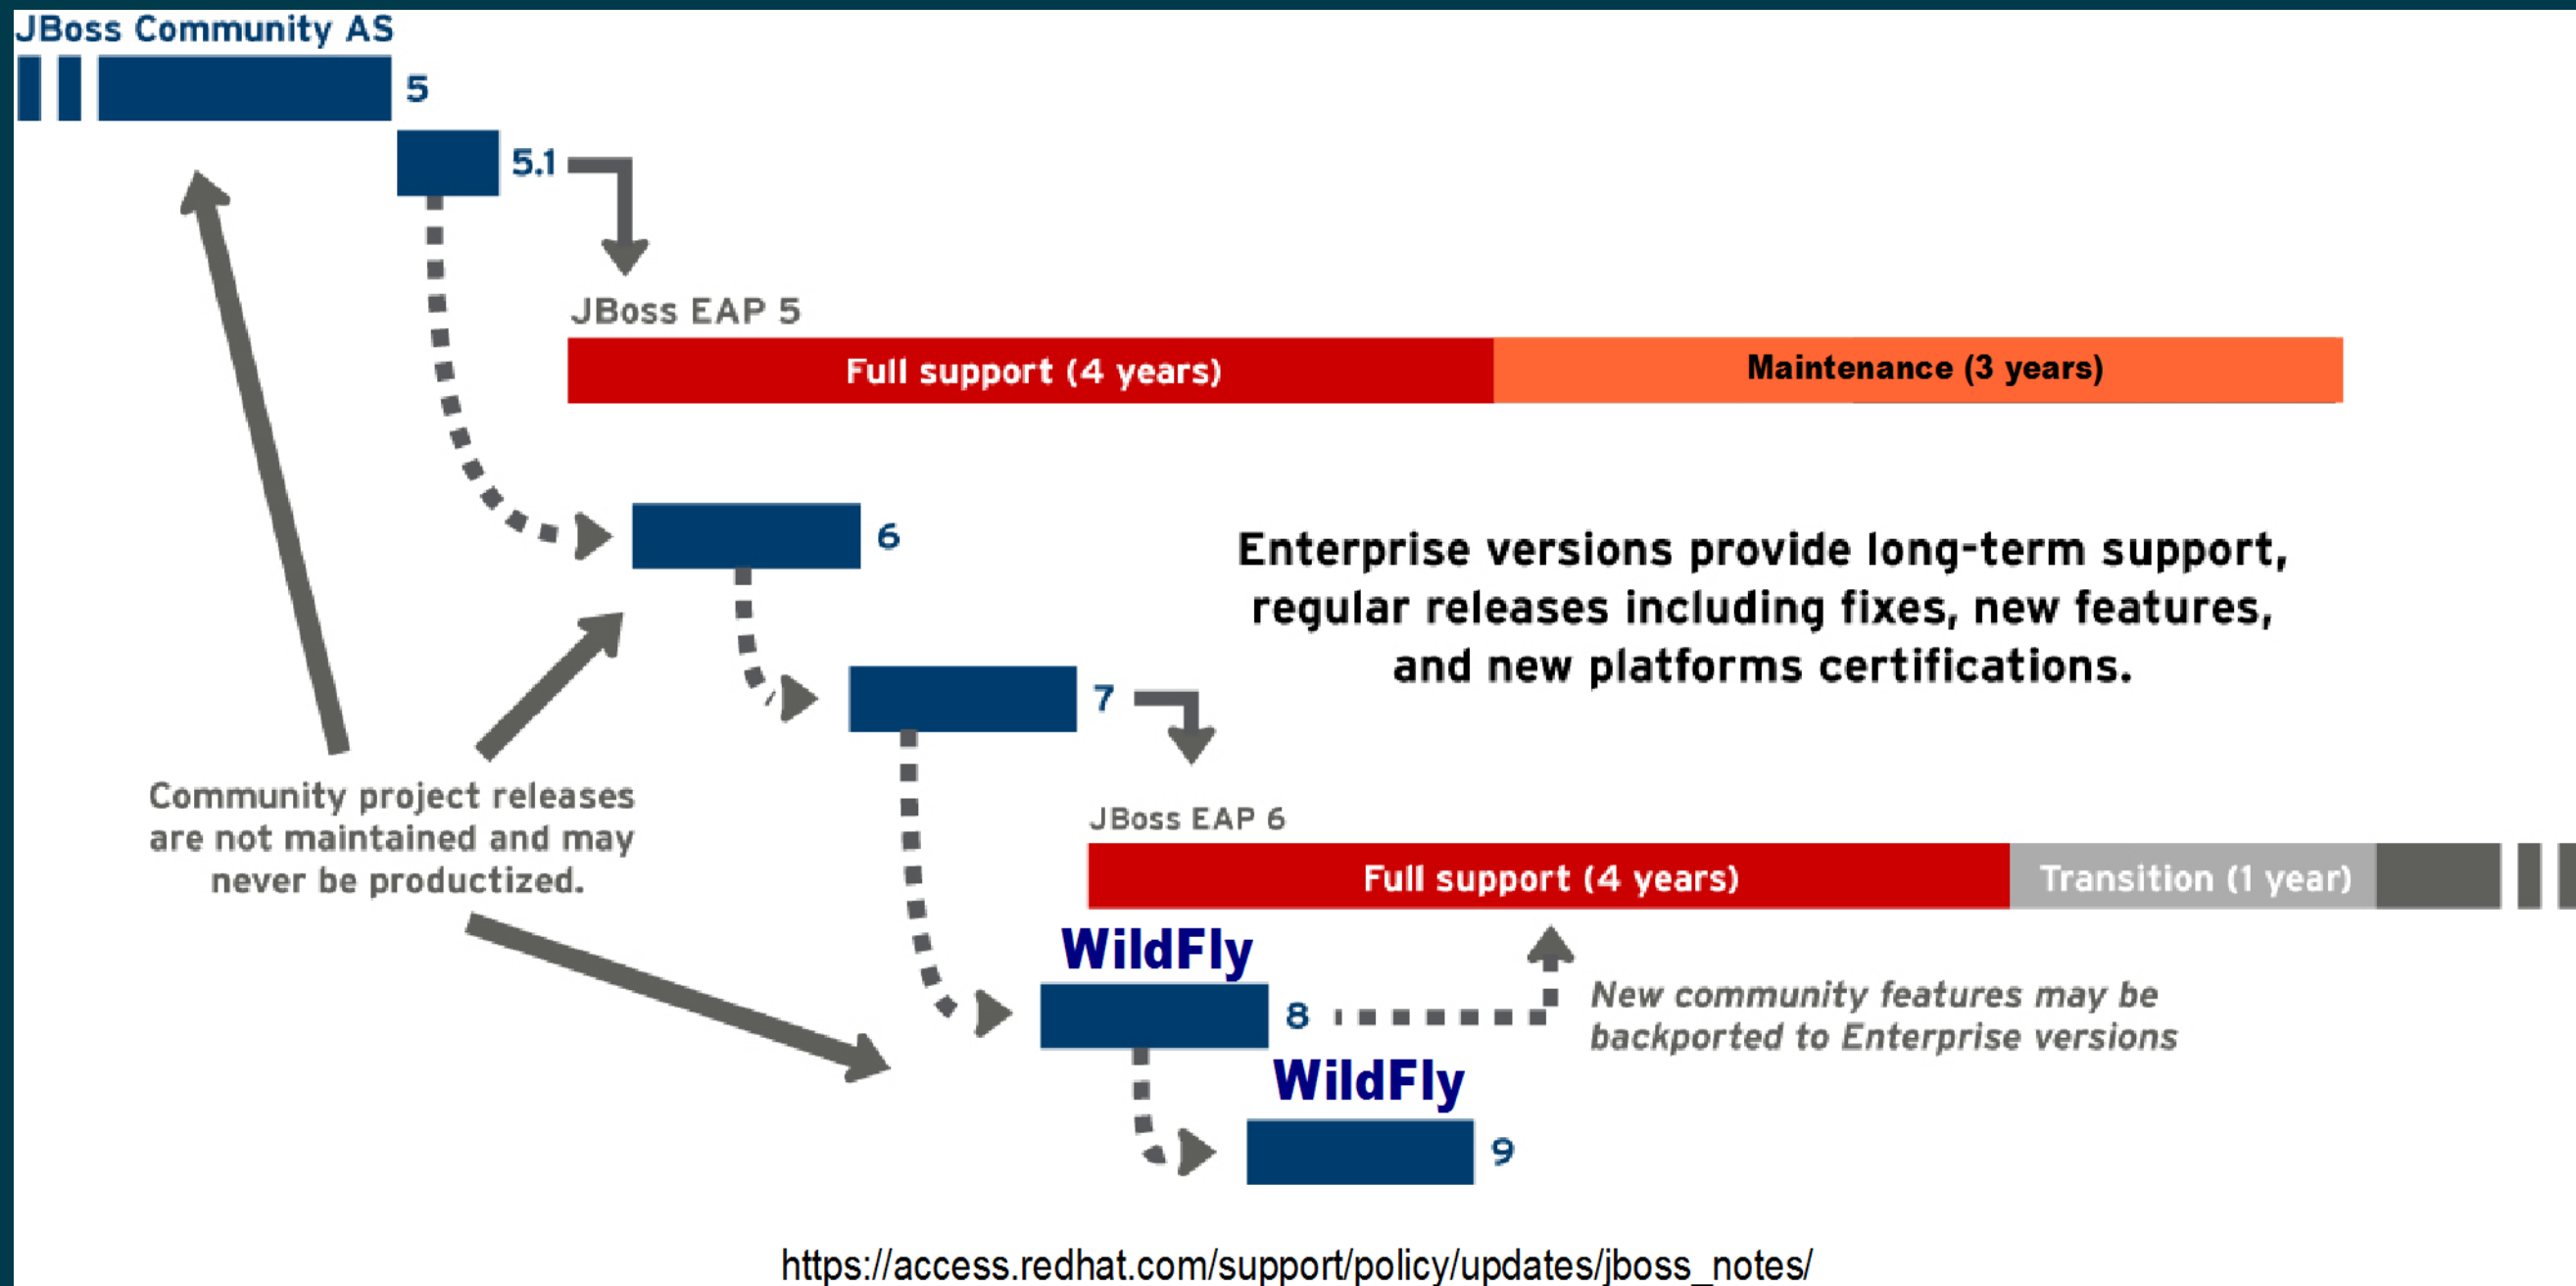 JBoss Community AS
5
5.1
JBoss EAP 5
Full support (4 years)
Maintenance (3 years)
6
Enterprise versions provide long-term support,
regular releases including fixes, new features,
and new platforms certifications.
7
Community project releases
are not maintained and may
never be productized.
JBoss EAP 6
Full support (4 years)
Transition (1 year)
WildFly
8
New community features may be
backported to Enterprise versions
WildFly
9
https://access.redhat.com/support/policy/updates/jboss_notes/